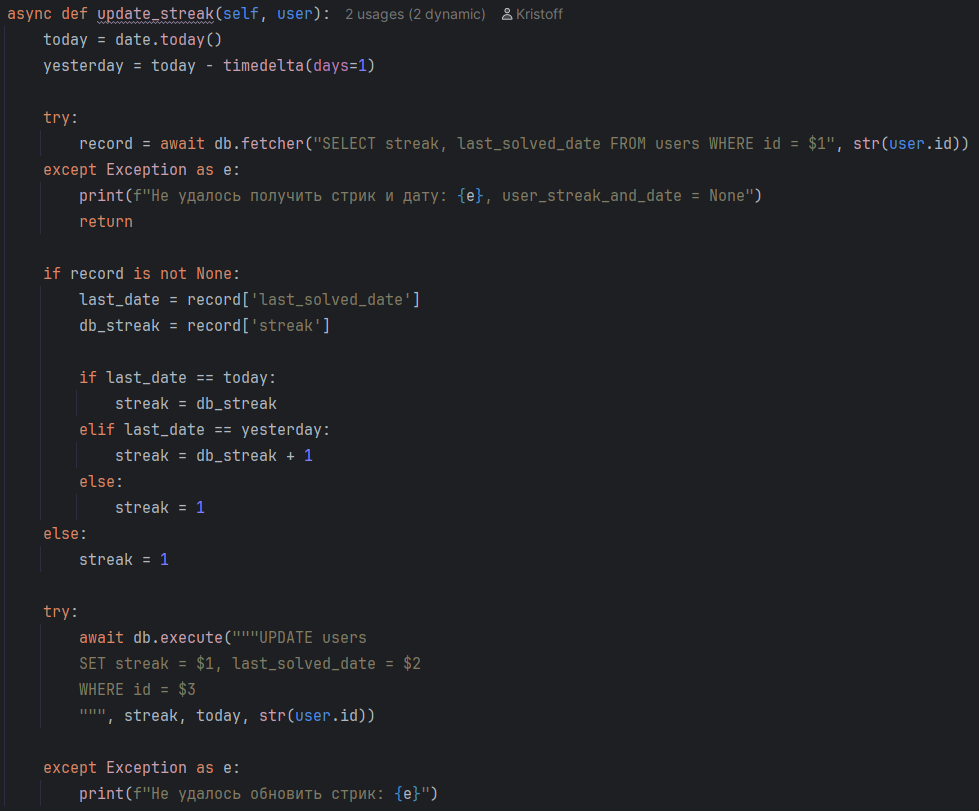 async def update_streak(self, user):  2 usages (2 dynamic)  Kristoff
    today = date.today()
    yesterday = today - timedelta(days=1)

    try:
        record = await db.fetcher("SELECT streak, last_solved_date FROM users WHERE id = $1", str(user.id))
    except Exception as e:
        print(f"Не удалось получить стрик и дату: {e}, user_streak_and_date = None")
        return

    if record is not None:
        last_date = record['last_solved_date']
        db_streak = record['streak']

        if last_date == today:
            streak = db_streak
        elif last_date == yesterday:
            streak = db_streak + 1
        else:
            streak = 1
    else:
        streak = 1

    try:
        await db.execute("""UPDATE users
        SET streak = $1, last_solved_date = $2
        WHERE id = $3
        """, streak, today, str(user.id))

    except Exception as e:
        print(f"Не удалось обновить стрик: {e}")